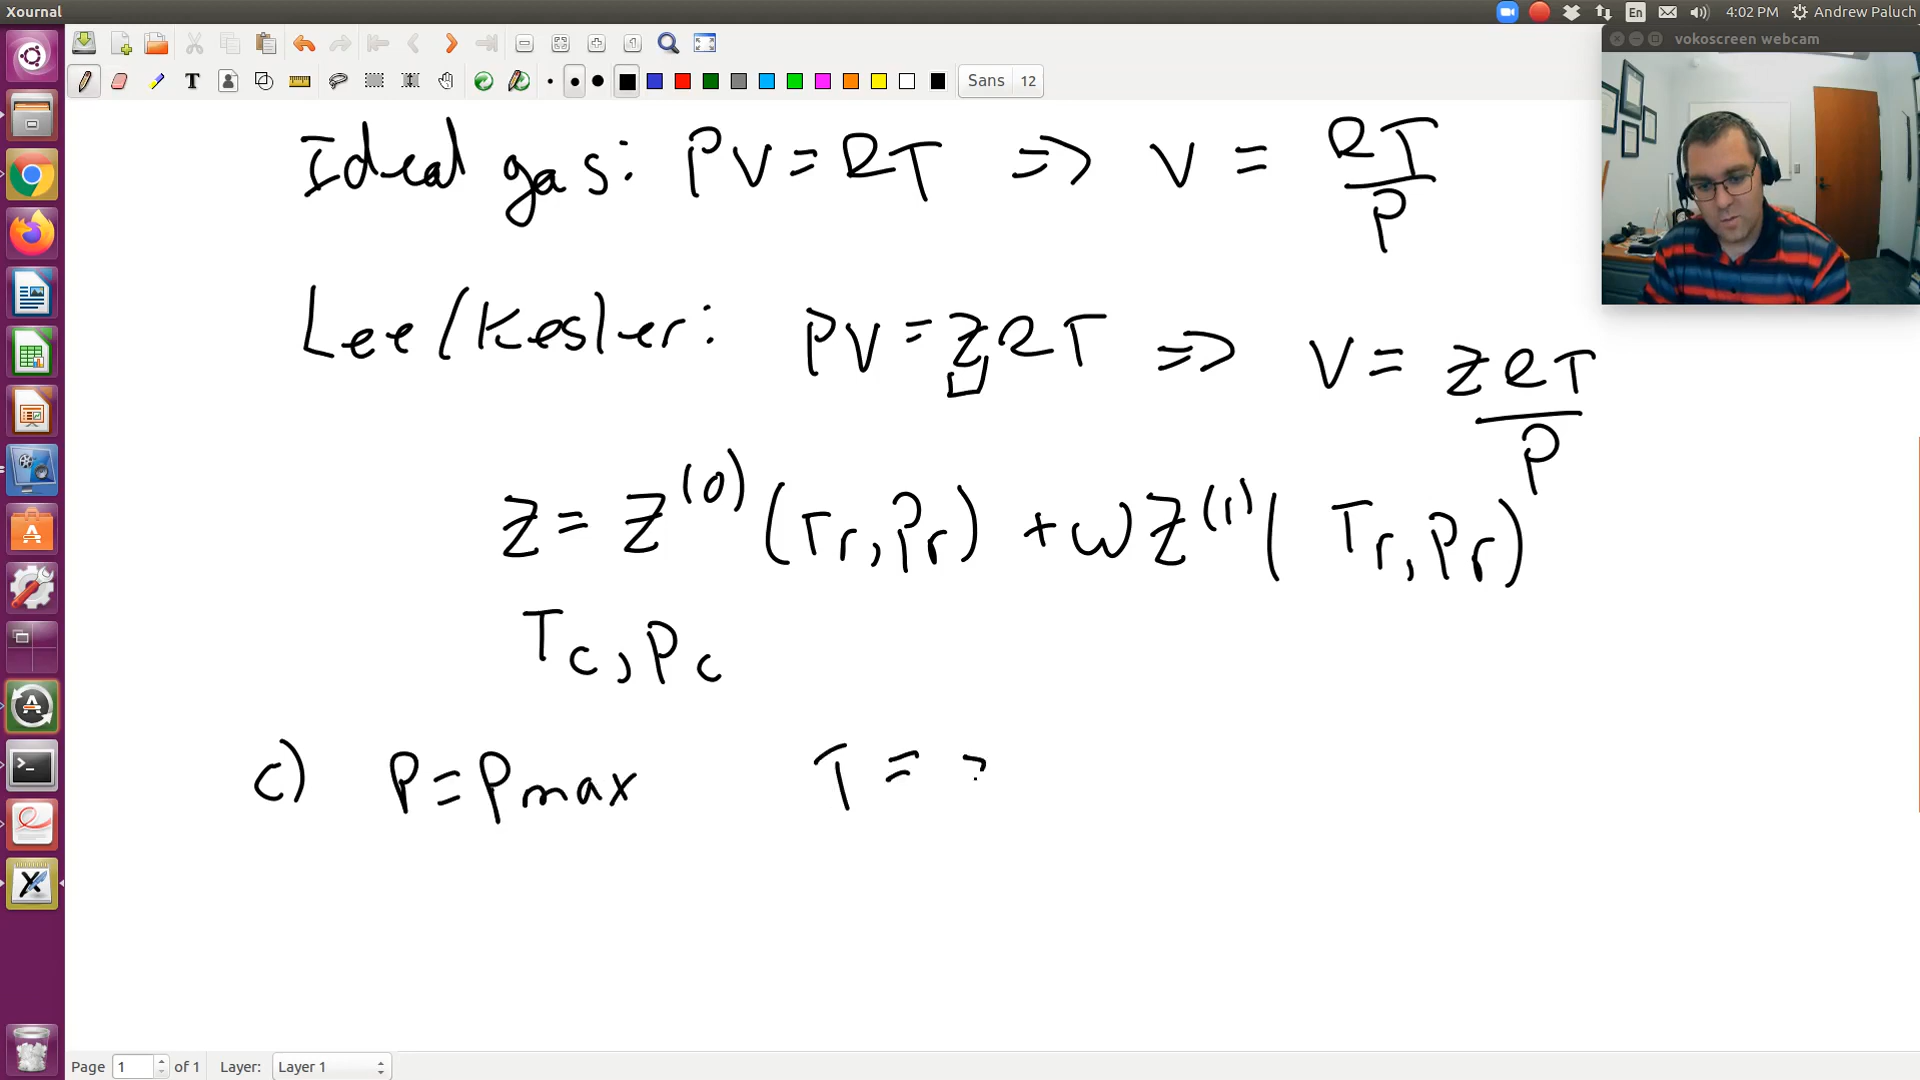 Xournal
En
4:02 PM
Andrew Paluch
vokoscreen webcam
T
Sans 12
Ideal gas: PV = RT => V = RT/P
Lee/Kesler: PV = ZRT => V = ZRT/P
Z = Z^(0) (Tr, Pr) + ω Z^(1) ( Tr, Pr)
Tc, Pc
c) P = Pmax T = ?
Page 1 of 1 Layer: Layer 1